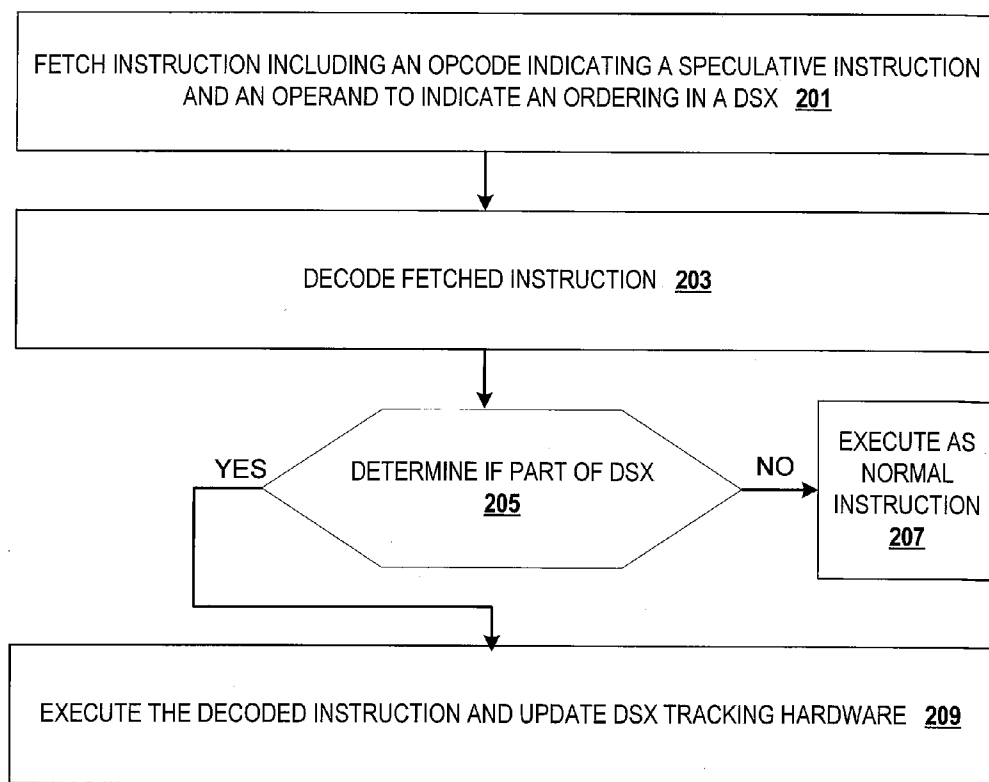 FETCH INSTRUCTION INCLUDING AN OPCODE INDICATING A SPECULATIVE INSTRUCTION
AND AN OPERAND TO INDICATE AN ORDERING IN A DSX 201
DECODE FETCHED INSTRUCTION 203
YES
DETERMINE IF PART OF DSX
205
NO
EXECUTE AS
NORMAL
INSTRUCTION
207
EXECUTE THE DECODED INSTRUCTION AND UPDATE DSX TRACKING HARDWARE 209